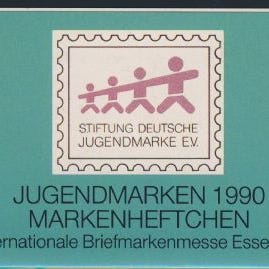 STIFTUNG DEUTSCHE
JUGENDMARKE E.V.
JUGENDMARKEN 1990
MARKENHEFTCHEN
ernationale Briefmarkenmesse Esse